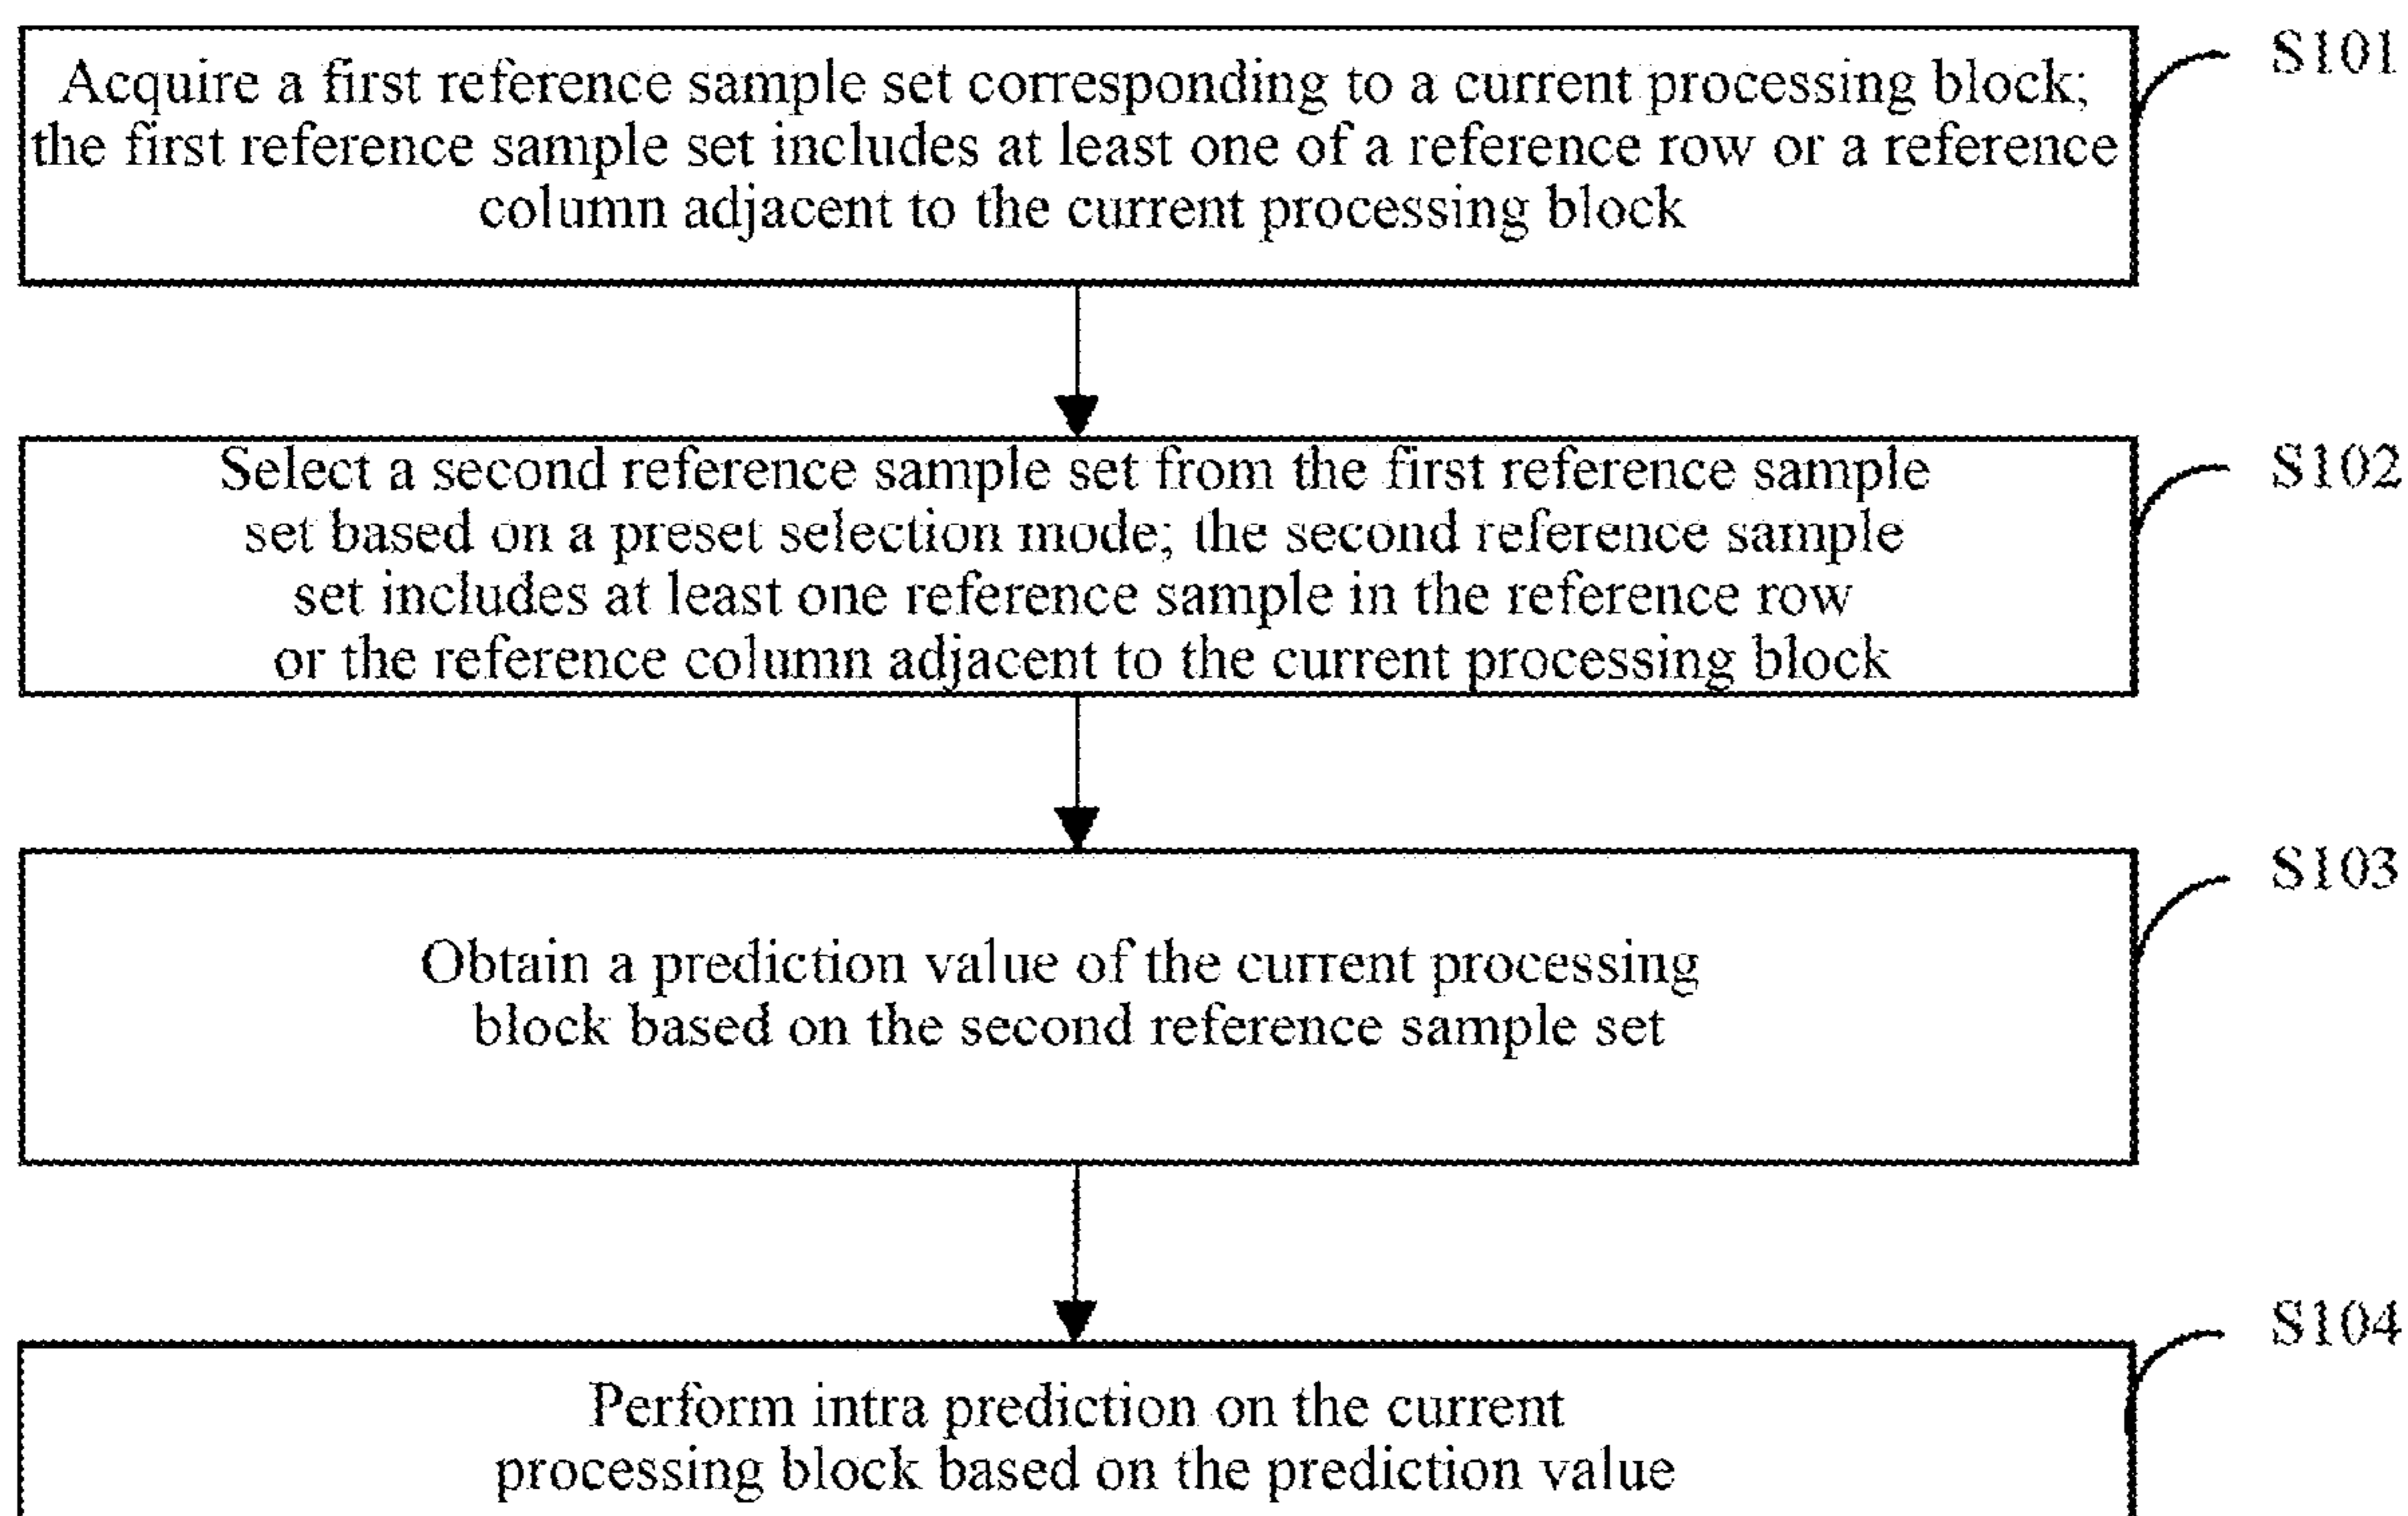 Acquire a first reference sample set corresponding to a current processing block;
the first reference sample set includes at least one of a reference row or a reference
column adjacent to the current processing block
S101
Select a second reference sample set from the first reference sample
set based on a preset selection mode; the second reference sample
set includes at least one reference sample in the reference row
or the reference column adjacent to the current processing block
S102
Obtain a prediction value of the current processing
block based on the second reference sample set
S103
Perform intra prediction on the current
processing block based on the prediction value
S104